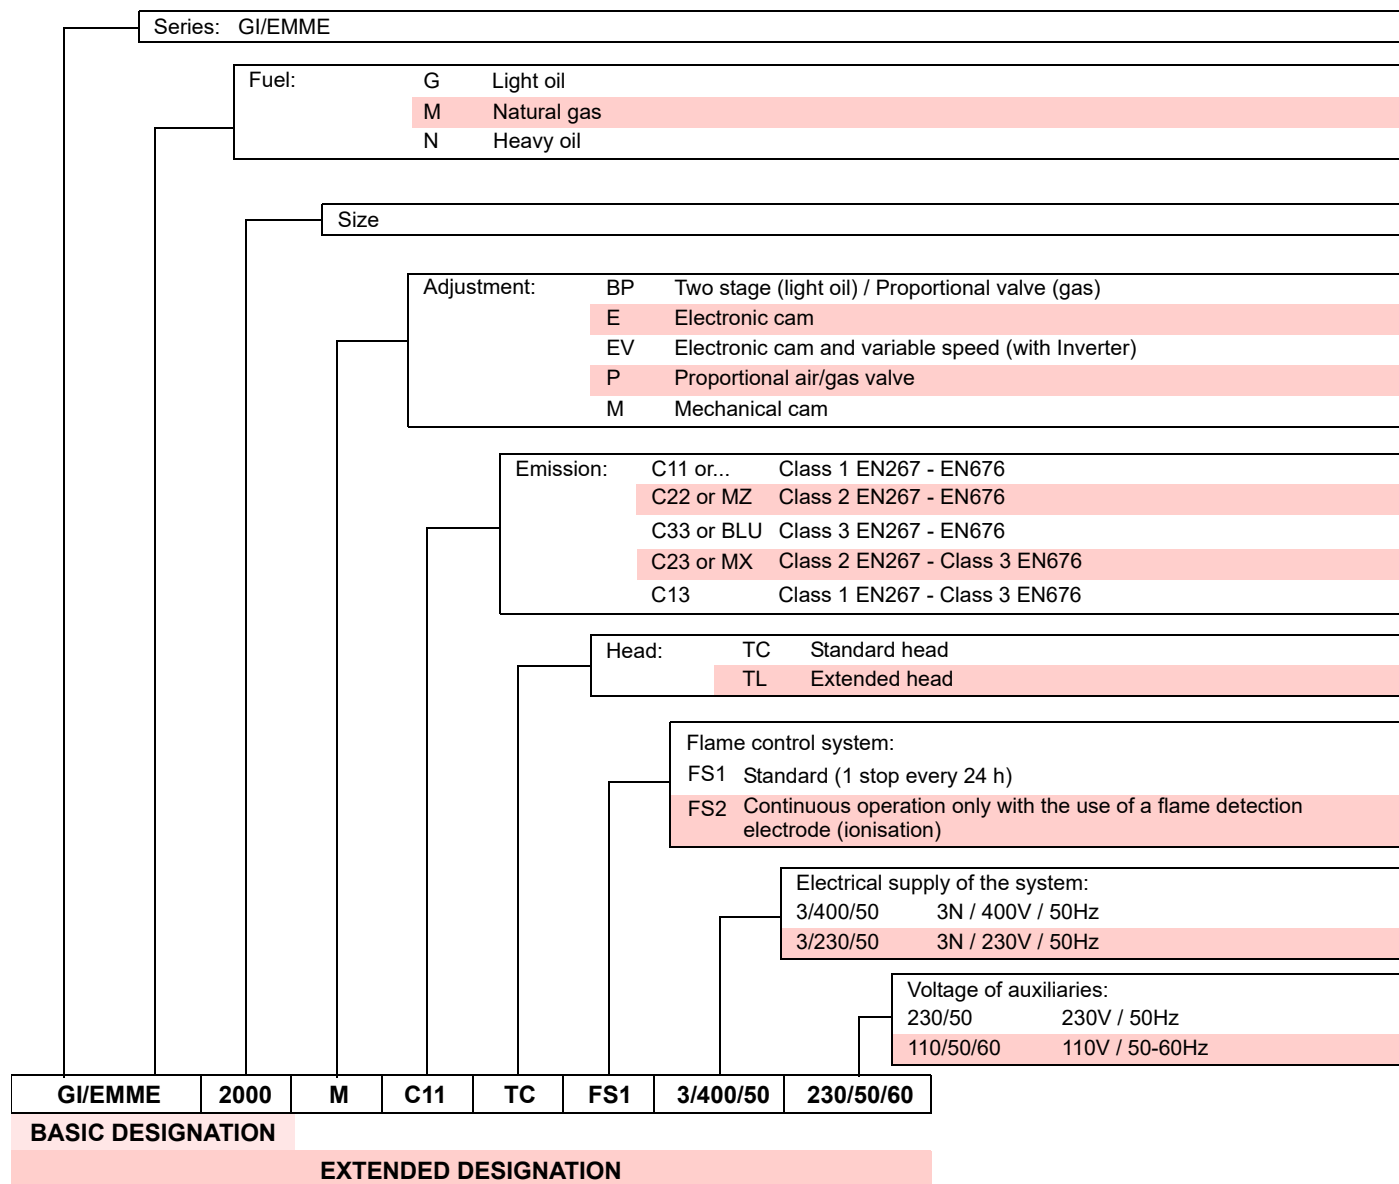 Series: GI/EMME
Fuel: G Light oil
M Natural gas
N Heavy oil
Size
Adjustment: BP Two stage (light oil) / Proportional valve (gas)
E Electronic cam
EV Electronic cam and variable speed (with Inverter)
P Proportional air/gas valve
M Mechanical cam
Emission: C11 or... Class 1 EN267 - EN676
C22 or MZ Class 2 EN267 - EN676
C33 or BLU Class 3 EN267 - EN676
C23 or MX Class 2 EN267 - Class 3 EN676
C13 Class 1 EN267 - Class 3 EN676
Head: TC Standard head
TL Extended head
Flame control system:
FS1 Standard (1 stop every 24 h)
FS2 Continuous operation only with the use of a flame detection
electrode (ionisation)
Electrical supply of the system:
3/400/50 3N / 400V / 50Hz
3/230/50 3N / 230V / 50Hz
Voltage of auxiliaries:
230/50 230V / 50Hz
110/50/60 110V / 50-60Hz
GI/EMME 2000 M C11 TC FS1 3/400/50 230/50/60
BASIC DESIGNATION
EXTENDED DESIGNATION